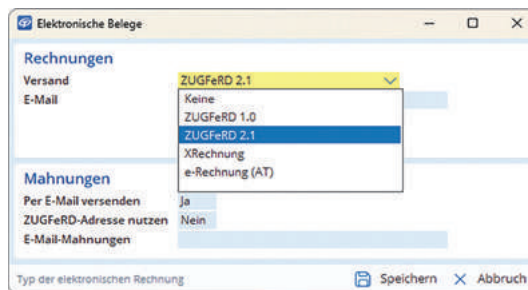 Elektronische Belege
Rechnungen
Versand ZUGFeRD 2.1
E-Mail
Keine
ZUGFeRD 1.0
ZUGFeRD 2.1
XRechnung
e-Rechnung (AT)
Mahnungen
Per E-Mail versenden Ja
ZUGFeRD-Adresse nutzen Nein
E-Mail-Mahnungen
Typ der elektronischen Rechnung Speichern Abbruch